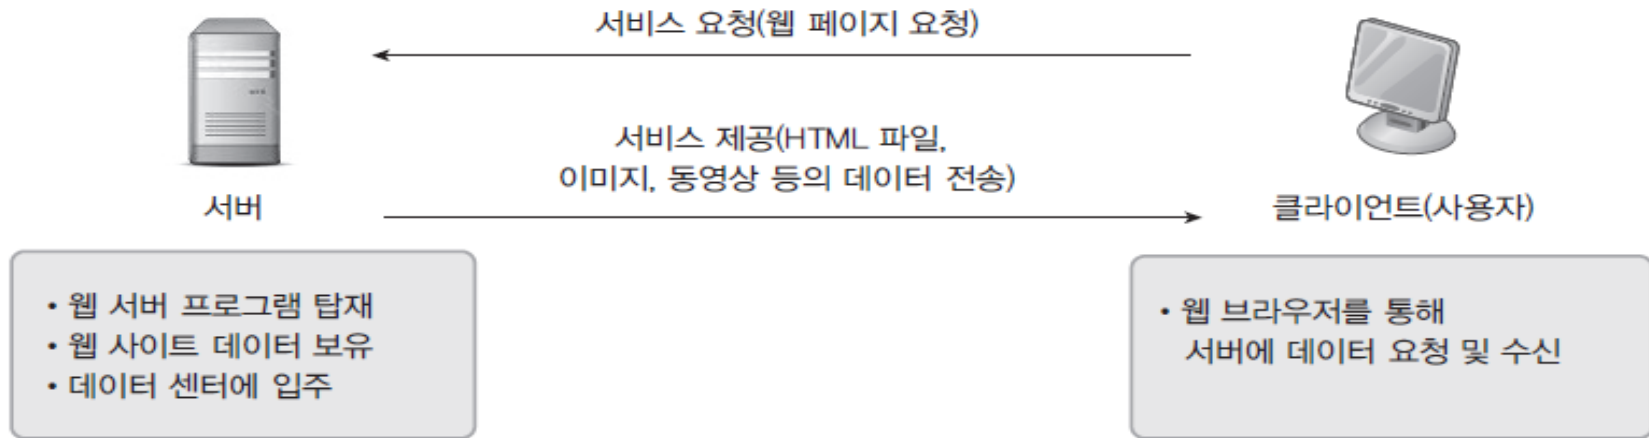 서비스 요청(웹 페이지 요청)
서비스 제공(HTML 파일,
이미지, 동영상 등의 데이터 전송)
서버
클라이언트(사용자)
• 웹 서버 프로그램 탑재
• 웹 사이트 데이터 보유
• 데이터 센터에 입주
• 웹 브라우저를 통해
서버에 데이터 요청 및 수신